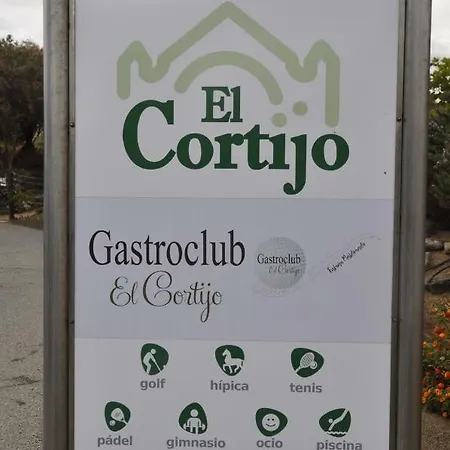 El
Cortijo
Gastroclub
El Cortijo
Gastroclub
El Cortijo
golf hípica tenis
pádel gimnasio ocio piscina